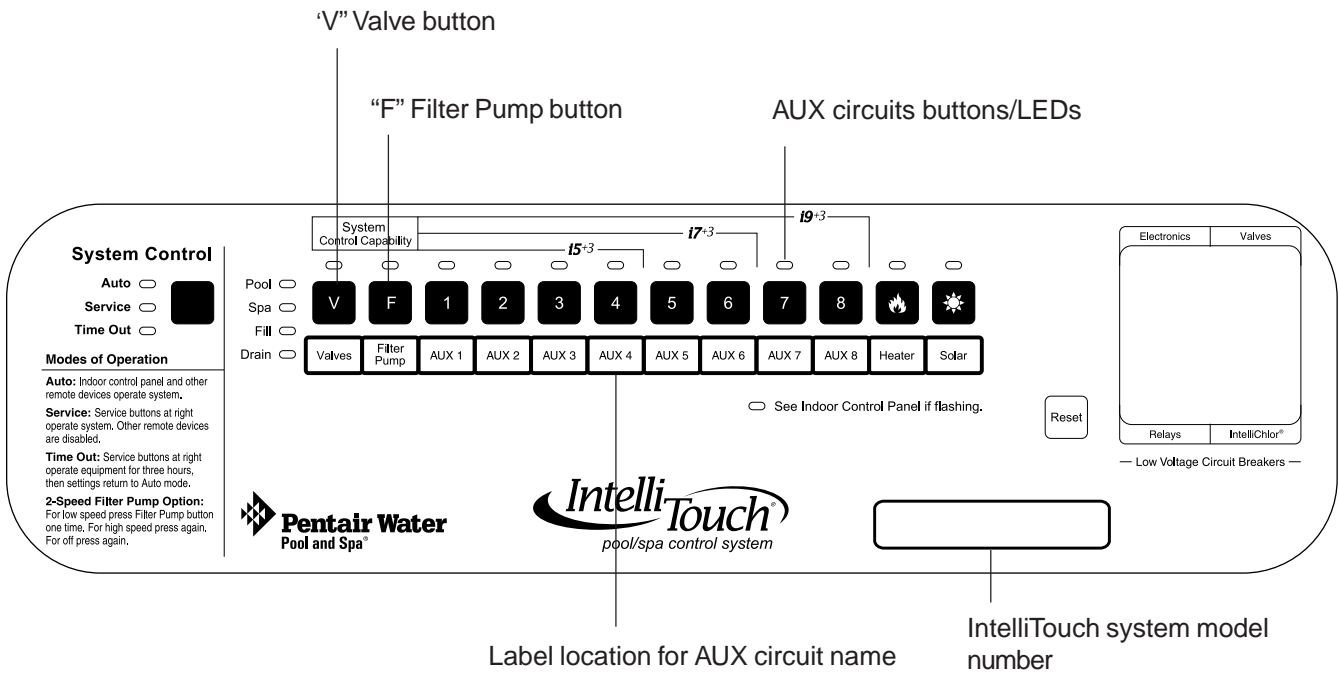 ‘V” Valve button
“F” Filter Pump button
AUX circuits buttons/LEDs
System Control
Auto
Service
Time Out
Modes of Operation
Auto: Indoor control panel and other
remote devices operate system.
Service: Service buttons at right
operate system. Other remote devices
are disabled.
Time Out: Service buttons at right
operate equipment for three hours,
then settings return to Auto mode.
2-Speed Filter Pump Option:
For low speed press Filter Pump button
one time. For high speed press again.
For off press again.
System
Control Capability
i5+3
i7+3
i9+3
Pool
Spa
Fill
Drain
V F 1 2 3 4 5 6 7 8
Valves Filter Pump AUX 1 AUX 2 AUX 3 AUX 4 AUX 5 AUX 6 AUX 7 AUX 8 Heater Solar
See Indoor Control Panel if flashing.
Reset
Electronics Valves
Relays IntelliChlor®
— Low Voltage Circuit Breakers —
Pentair Water
Pool and Spa®
IntelliTouch®
pool/spa control system
Label location for AUX circuit name
IntelliTouch system model
number